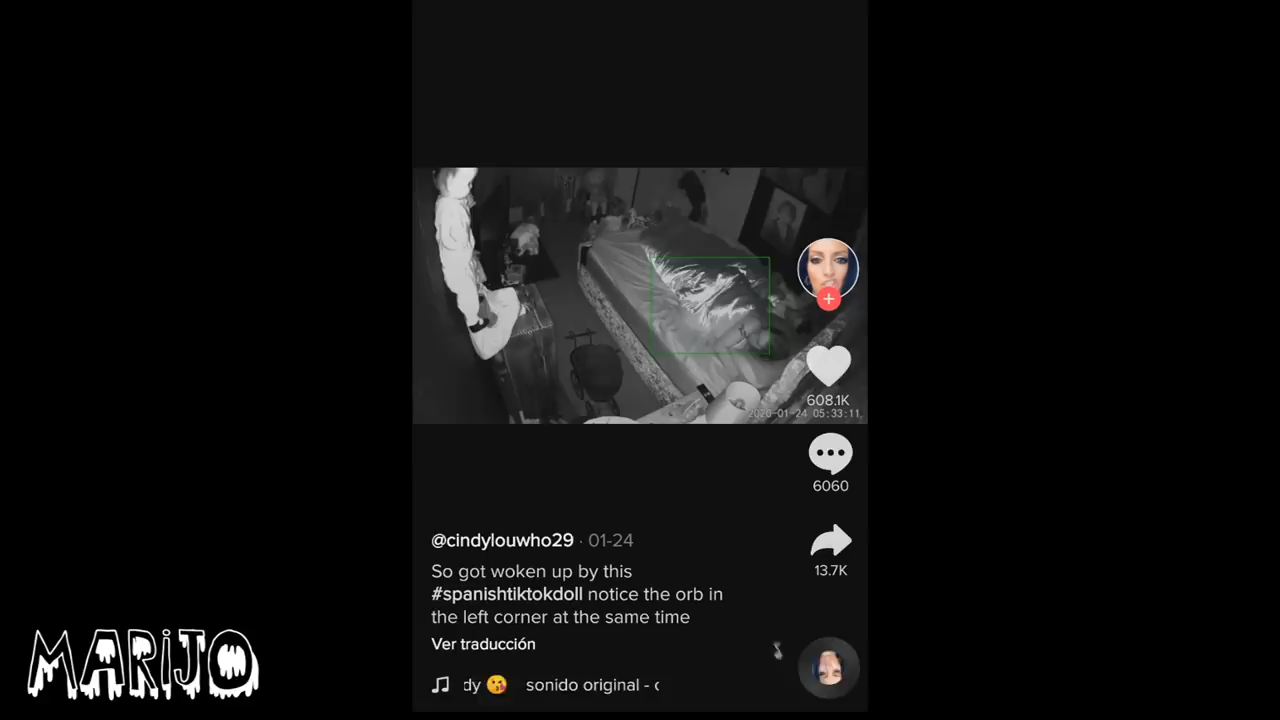 608.1K
2020-01-24 05:33:11
6060
@cindylouwho29 · 01-24
13.7K
So got woken up by this
#spanishtiktokdoll notice the orb in
the left corner at the same time
Ver traducción
dy 😘 sonido original - c
MARiJO